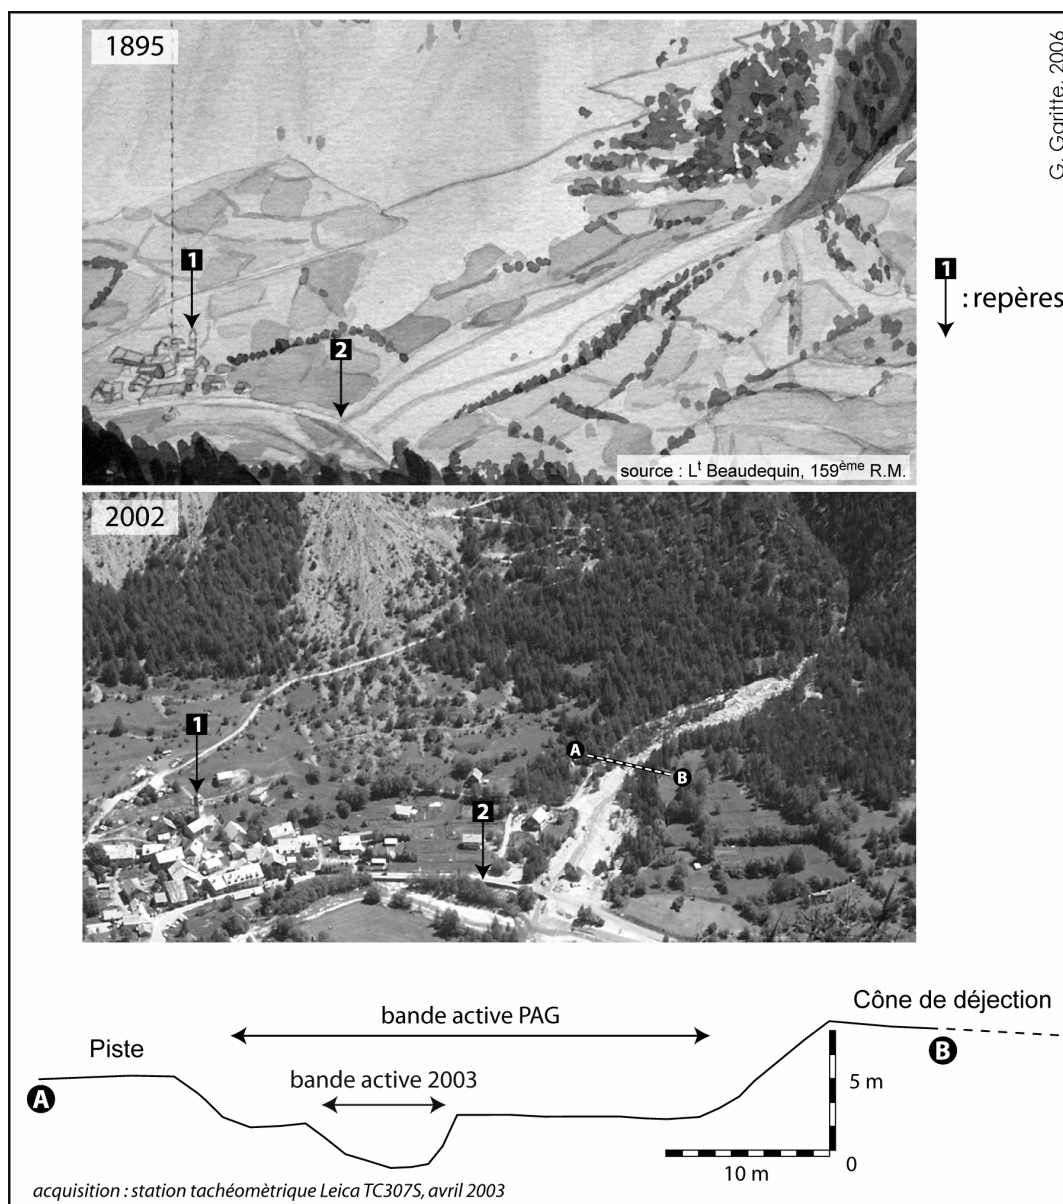 1895
G. Garitte, 2006
1
2
1
: repères
source : Lt Beaudequin, 159ème R.M.
2002
1
A
B
2
Cône de déjection
bande active PAG
Piste
B
bande active 2003
A
5 m
10 m
0
acquisition : station tachéomètrique Leica TC307S, avril 2003